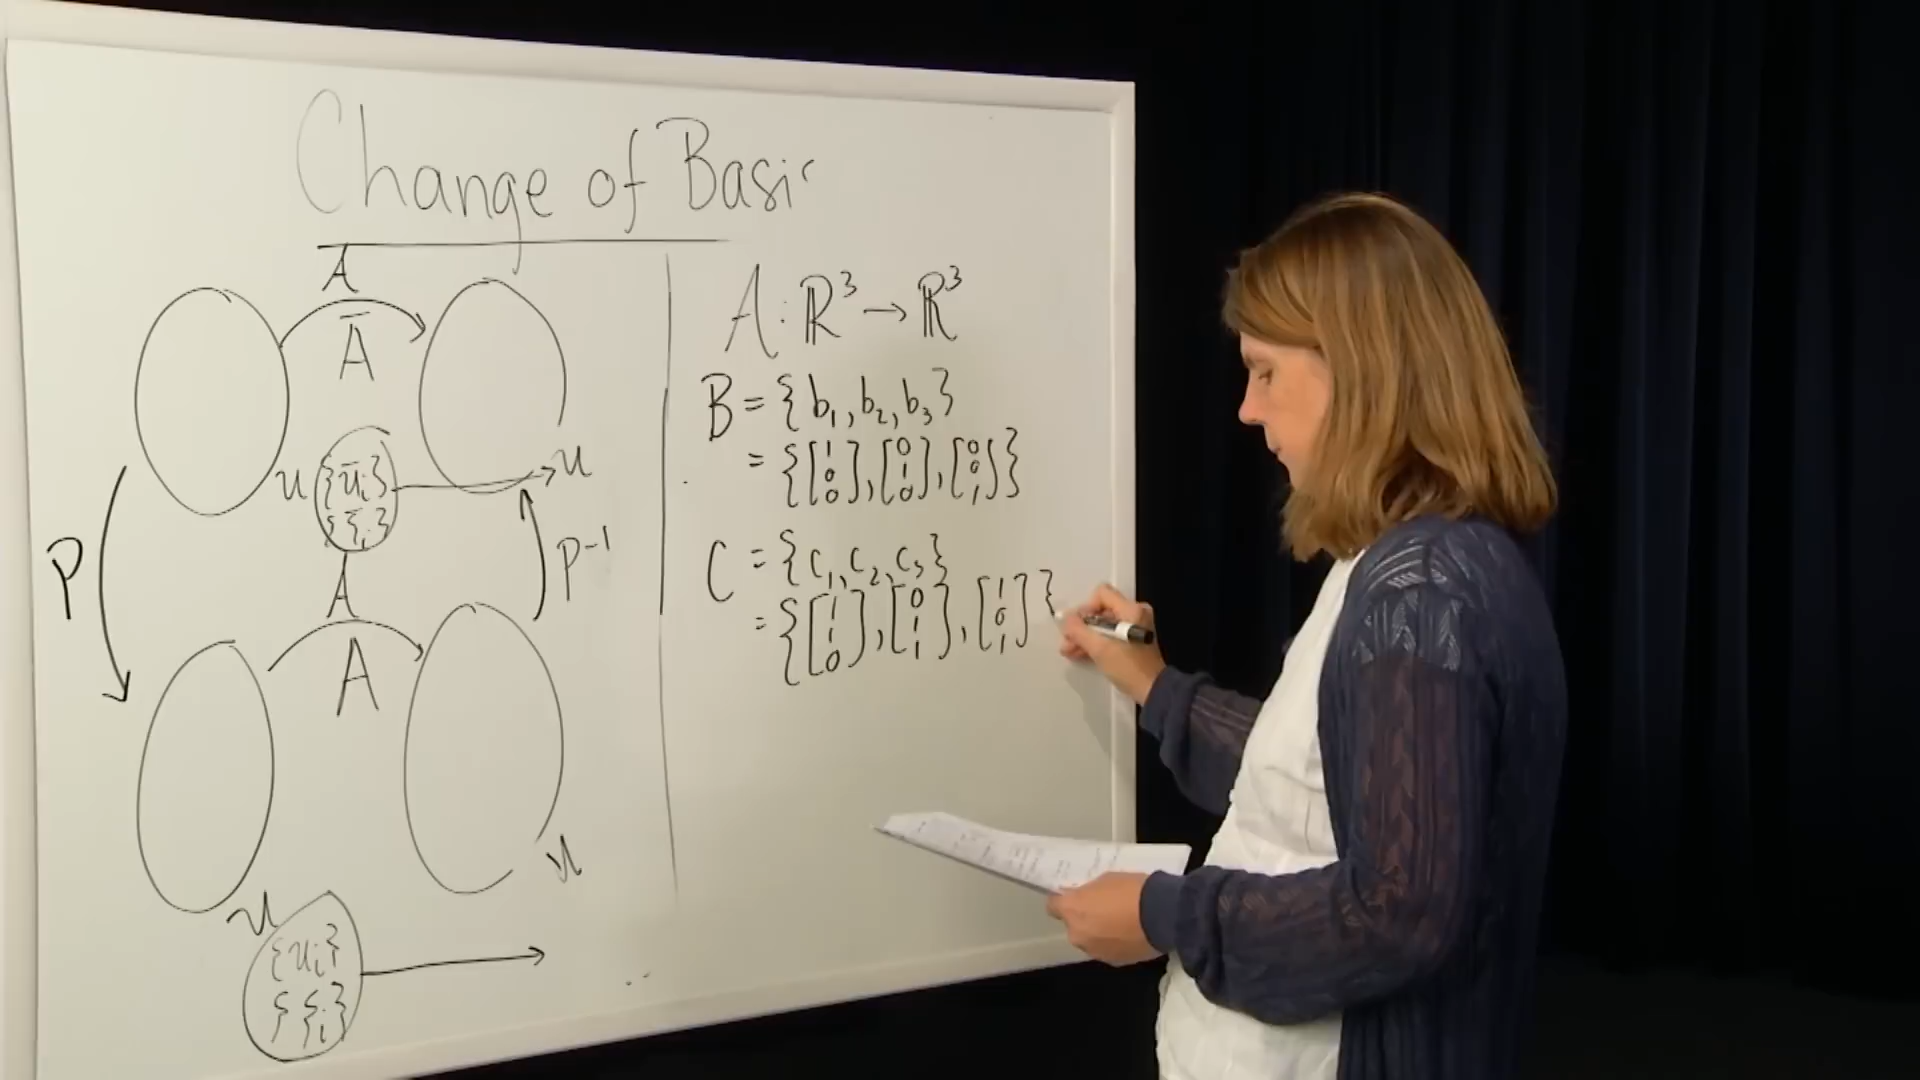 Change of Basis
A
Ā
u {ūᵢ} → u
{ξ̄ᵢ}
P
P⁻¹
A
A
u
u
{uᵢ}
{ξᵢ}
A: ℝ³ → ℝ³
B = {b₁, b₂, b₃}
= {[1 0 0], [0 1 0], [0 0 1]}
C = {c₁, c₂, c₃}
= {[1 1 0], [0 1 1], [1 0 1]}